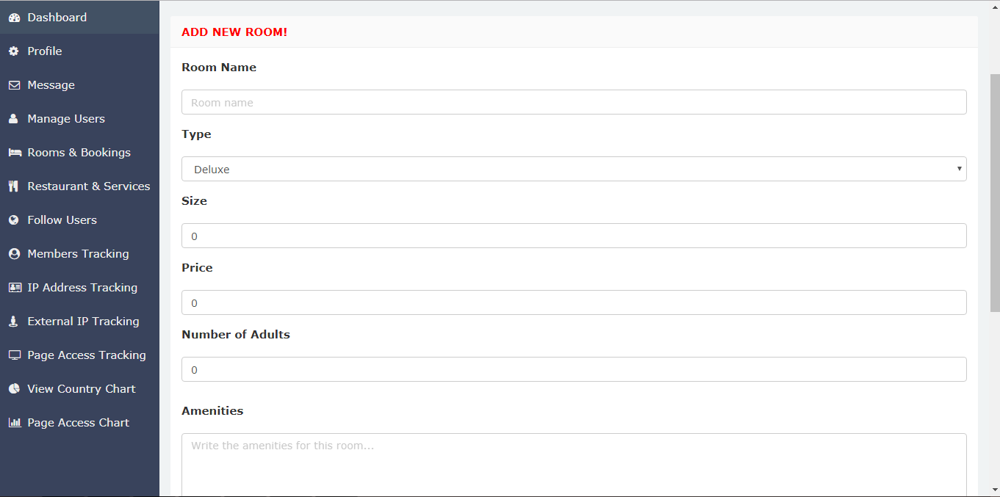 Dashboard
Profile
Message
Manage Users
Rooms & Bookings
Restaurant & Services
Follow Users
Members Tracking
IP Address Tracking
External IP Tracking
Page Access Tracking
View Country Chart
Page Access Chart
ADD NEW ROOM!
Room Name
Room name
Type
Deluxe
Size
0
Price
0
Number of Adults
0
Amenities
Write the amenities for this room...